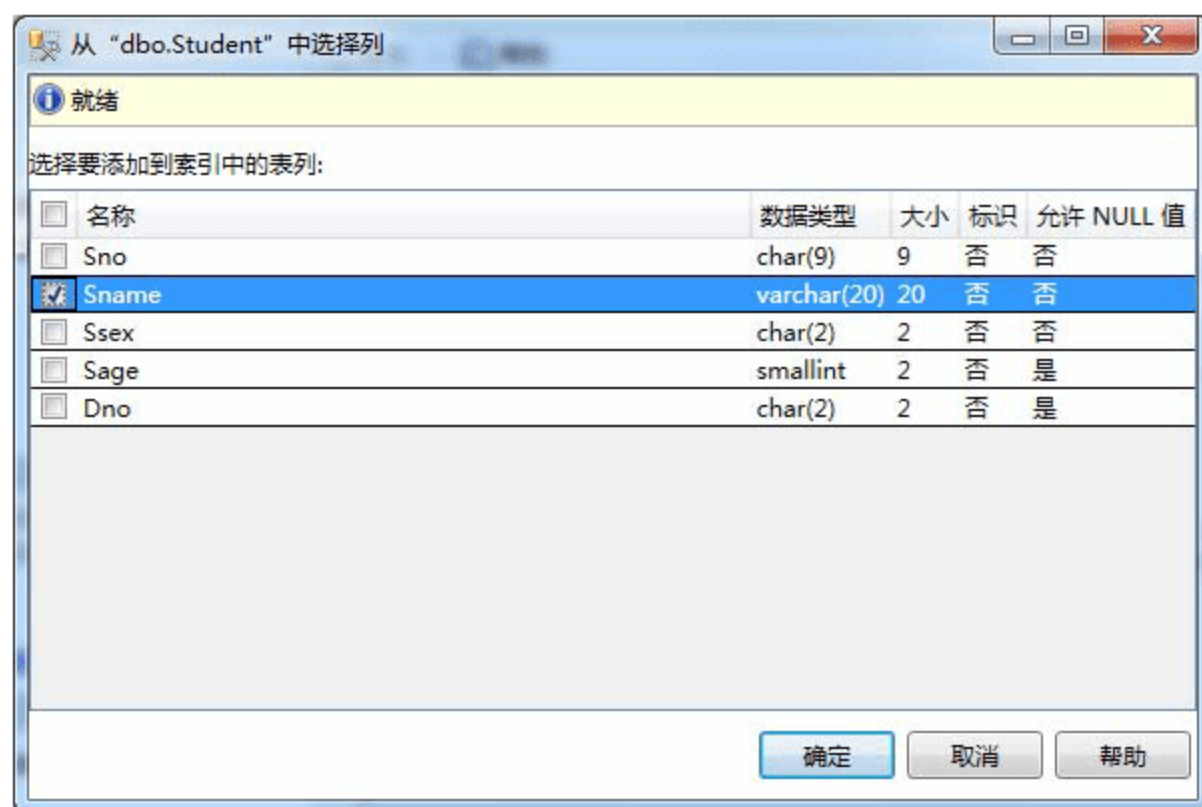 从“dbo.Student”中选择列
就绪
选择要添加到索引中的表列:
名称 数据类型 大小 标识 允许 NULL 值
Sno char(9) 9 否 否
Sname varchar(20) 20 否 否
Ssex char(2) 2 否 否
Sage smallint 2 否 是
Dno char(2) 2 否 是
确定 取消 帮助